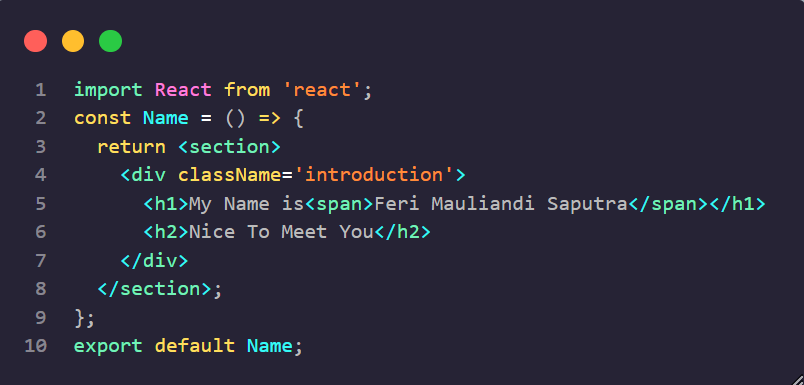 1 import React from 'react';
2 const Name = () => {
3   return <section>
4     <div className='introduction'>
5       <h1>My Name is<span>Feri Mauliandi Saputra</span></h1>
6       <h2>Nice To Meet You</h2>
7     </div>
8   </section>;
9 };
10 export default Name;